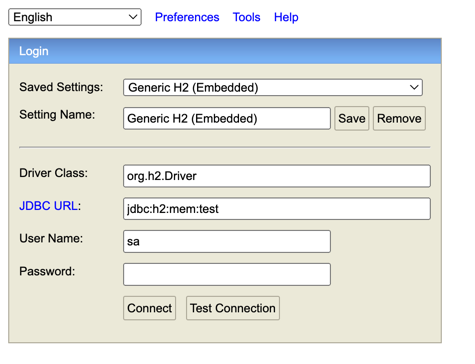 English Preferences Tools Help
Login
Saved Settings: Generic H2 (Embedded)
Setting Name: Generic H2 (Embedded) Save Remove
Driver Class: org.h2.Driver
JDBC URL: jdbc:h2:mem:test
User Name: sa
Password:
Connect Test Connection